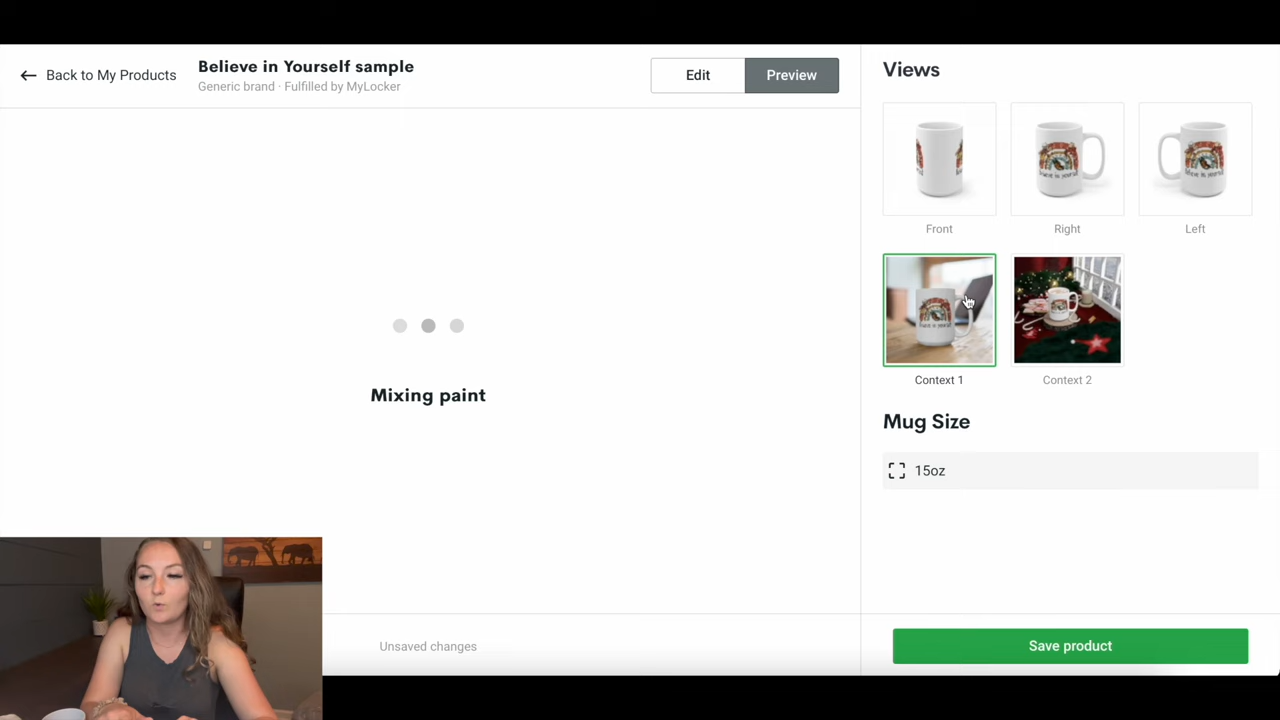 Back to My Products
Believe in Yourself sample
Generic brand · Fulfilled by MyLocker
Edit
Preview
Mixing paint
Unsaved changes
Views
Front
Right
Left
Context 1
Context 2
Mug Size
15oz
Save product